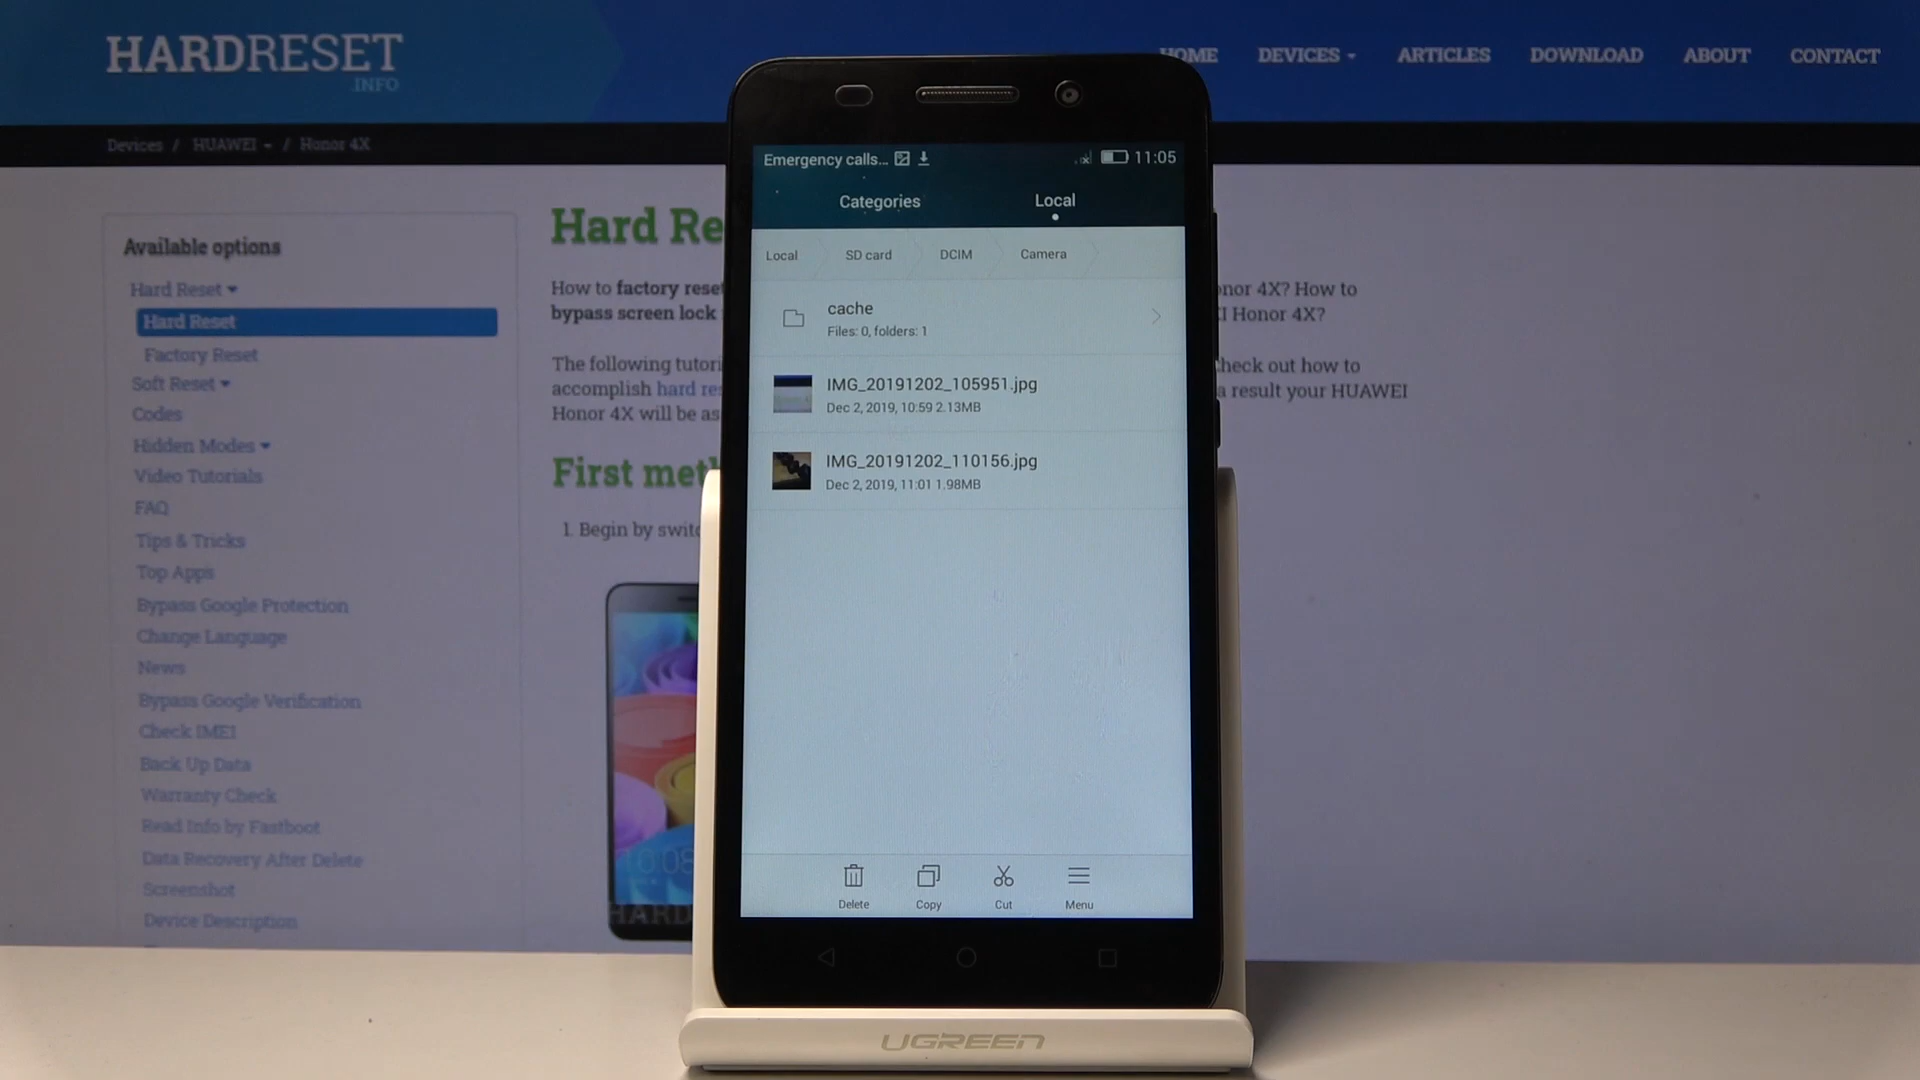 HARDRESET
.INFO
HOME DEVICES ARTICLES DOWNLOAD ABOUT CONTACT
Devices / HUAWEI / Honor 4X
Available options
Hard Reset
Hard Reset
Factory Reset
Soft Reset
Codes
Hidden Modes
Video Tutorials
FAQ
Tips & Tricks
Top Apps
Bypass Google Protection
Change Language
News
Bypass Google Verification
Check IMEI
Back Up Data
Warranty Check
Read Info by Fastboot
Data Recovery After Delete
Screenshot
Device Description
Hard Re
How to factory reset
bypass screen lock
The following tutori
accomplish hard res
Honor 4X will be as
First met
1. Begin by switc
onor 4X? How to
I Honor 4X?
heck out how to
a result your HUAWEI
HARD
Emergency calls... 11:05
Categories Local
Local SD card DCIM Camera
cache
Files: 0, folders: 1
IMG_20191202_105951.jpg
Dec 2, 2019, 10:59 2.13MB
IMG_20191202_110156.jpg
Dec 2, 2019, 11:01 1.98MB
Delete Copy Cut Menu
UGREEN